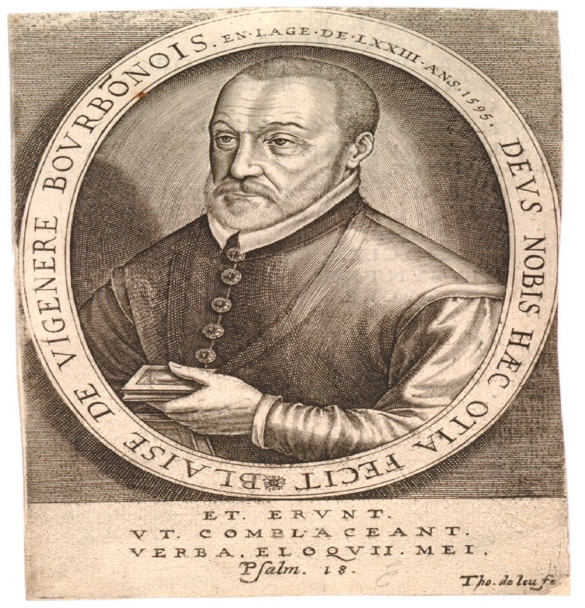 BLAISE DE VIGENERE BOVRBŌNOIS. EN·LAGE·DE·LXXIII·ANS·1595. DEVS NOBIS HÆC OTIA FECIT
ET. ERVNT.
VT. COMPLACEANT.
VERBA. ELOQVII. MEI.
Psalm. 18.
Tho. de leu fe